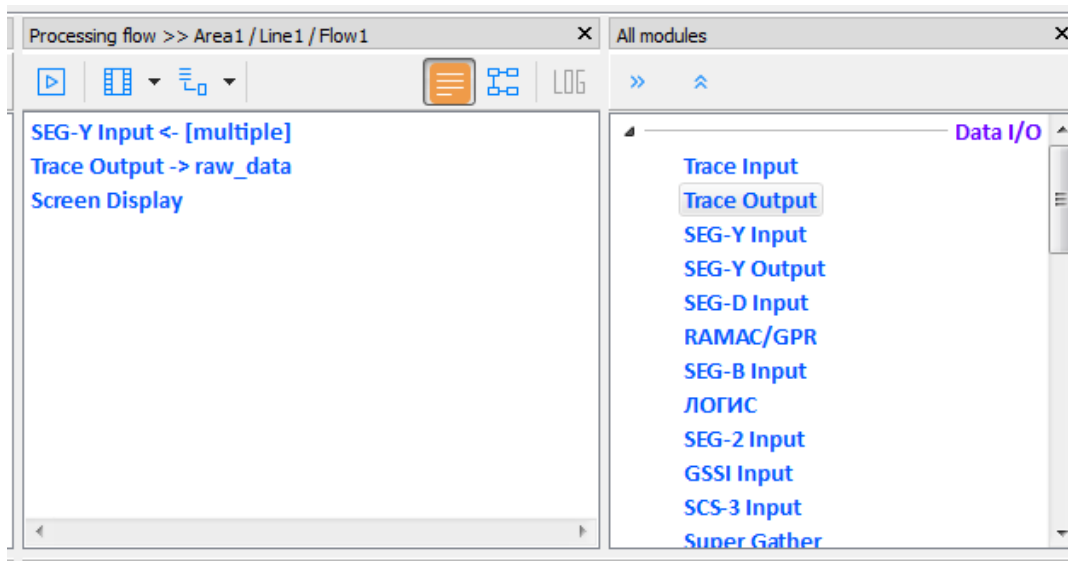 Processing flow >> Area1 / Line1 / Flow1
LOG
SEG-Y Input <- [multiple]
Trace Output -> raw_data
Screen Display
All modules
Data I/O
Trace Input
Trace Output
SEG-Y Input
SEG-Y Output
SEG-D Input
RAMAC/GPR
SEG-B Input
ЛОГИС
SEG-2 Input
GSSI Input
SCS-3 Input
Super Gather